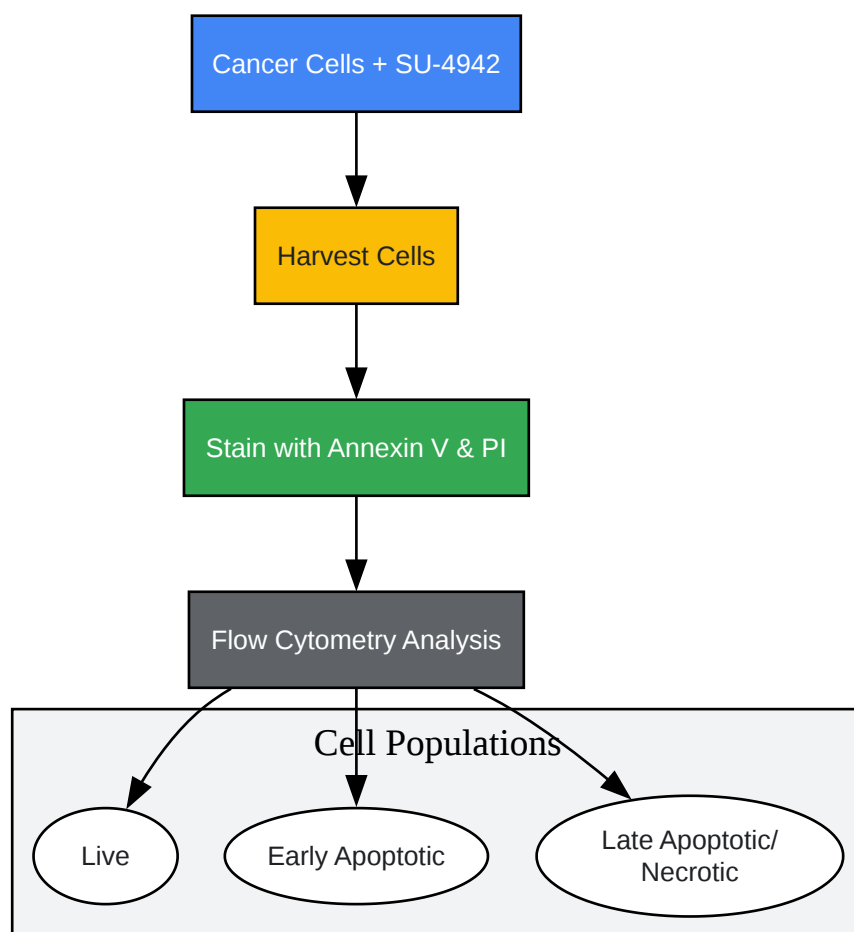 Cancer Cells + SU-4942
Harvest Cells
Stain with Annexin V & PI
Flow Cytometry Analysis
Cell Populations
Live
Early Apoptotic
Late Apoptotic/
Necrotic